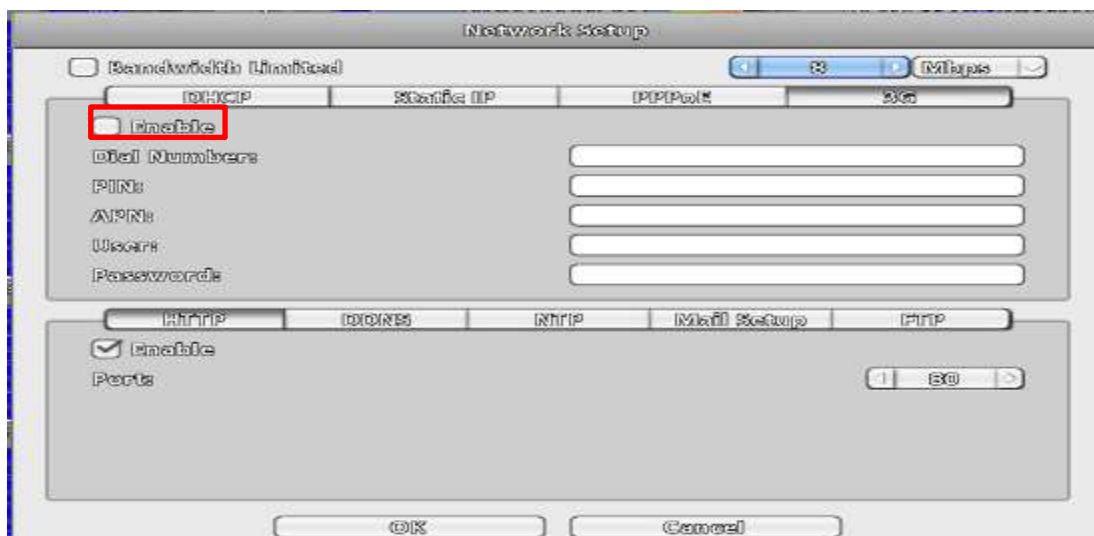 Network Setup
Bandwidth Limited 8 Mbps
DHCP Static IP PPPoE 3G
Enable
Dial Number:
PIN:
APN:
User:
Password:
HTTP DDNS NTP Mail Setup FTP
Enable
Port: 80
OK Cancel